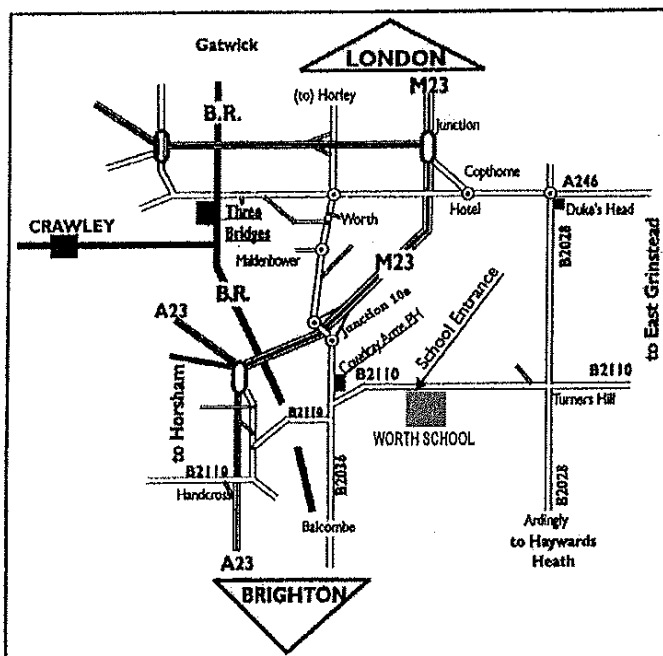 Gatwick
LONDON
M23
B.R.
(to) Horley
Junction
Copthorne
A246
Hotel
Duke's Head
Three
Bridges
Worth
CRAWLEY
Maidenbower
M23
B2028
to East Grinstead
B.R.
A23
Junction 10a
Cowdray Arms P.H
School Entrance
B2110
B2110
Turners Hill
B2110
WORTH SCHOOL
to Horsham
B2110
Handcross
B2036
B2028
Balcombe
Ardingly
to Haywards
Heath
A23
BRIGHTON